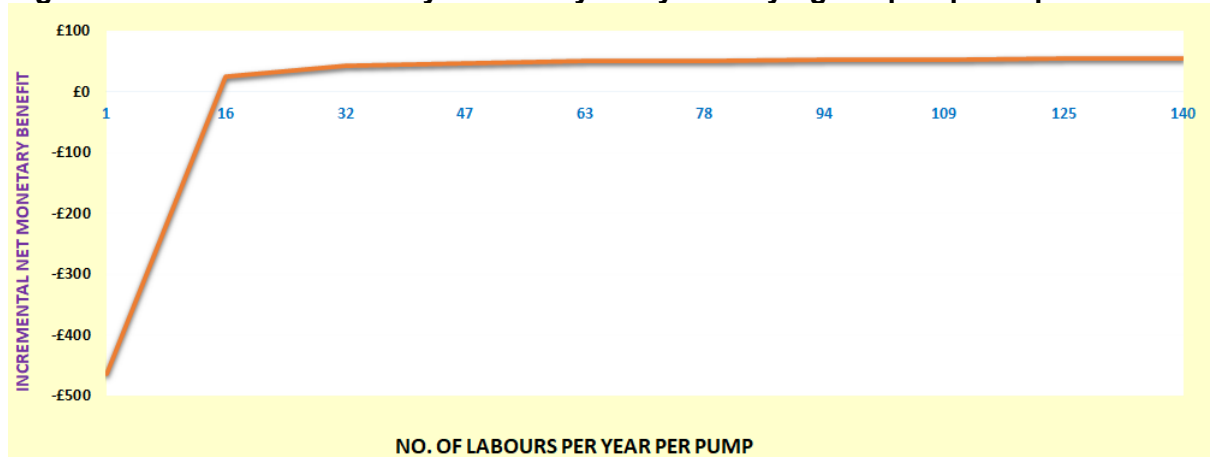 £100
£0
-£100
-£200
-£300
-£400
-£500
INCREMENTAL NET MONETARY BENEFIT
1 16 32 47 63 78 94 109 125 140
NO. OF LABOURS PER YEAR PER PUMP